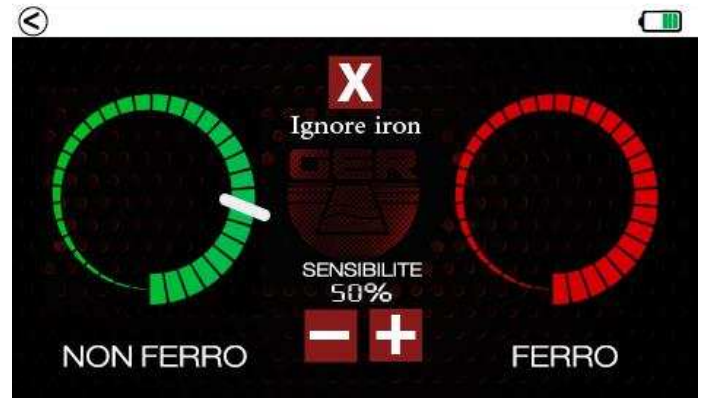 X
Ignore iron
GER
SENSIBILITE
50%
NON FERRO
FERRO